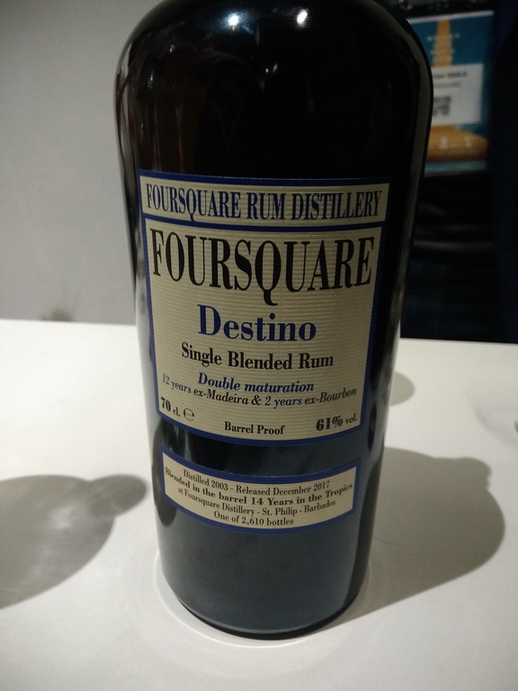 FOURSQUARE RUM DISTILLERY
FOURSQUARE
Destino
Single Blended Rum
Double maturation
12 years ex-Madeira & 2 years ex-Bourbon
70 cl. ℮
Barrel Proof
61% vol.
Distilled 2003 - Released December 2017
Blended in the barrel 14 Years in the Tropics
at Foursquare Distillery - St. Philip - Barbados
One of 2,610 bottles